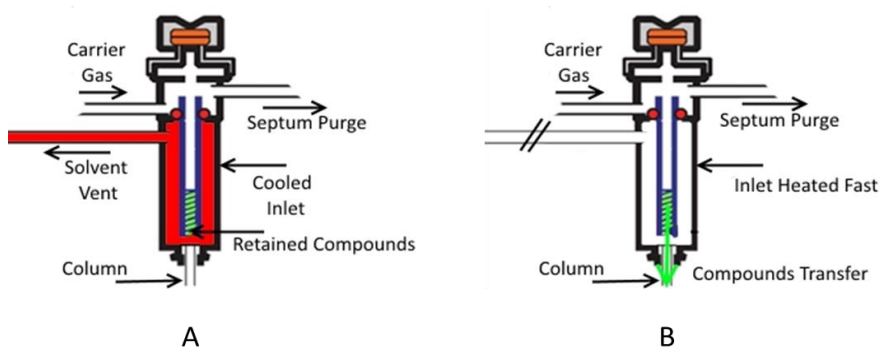 Carrier
Gas
Septum Purge
Solvent
Vent
Cooled
Inlet
Retained Compounds
Column
A
Carrier
Gas
Septum Purge
Inlet Heated Fast
Column
Compounds Transfer
B